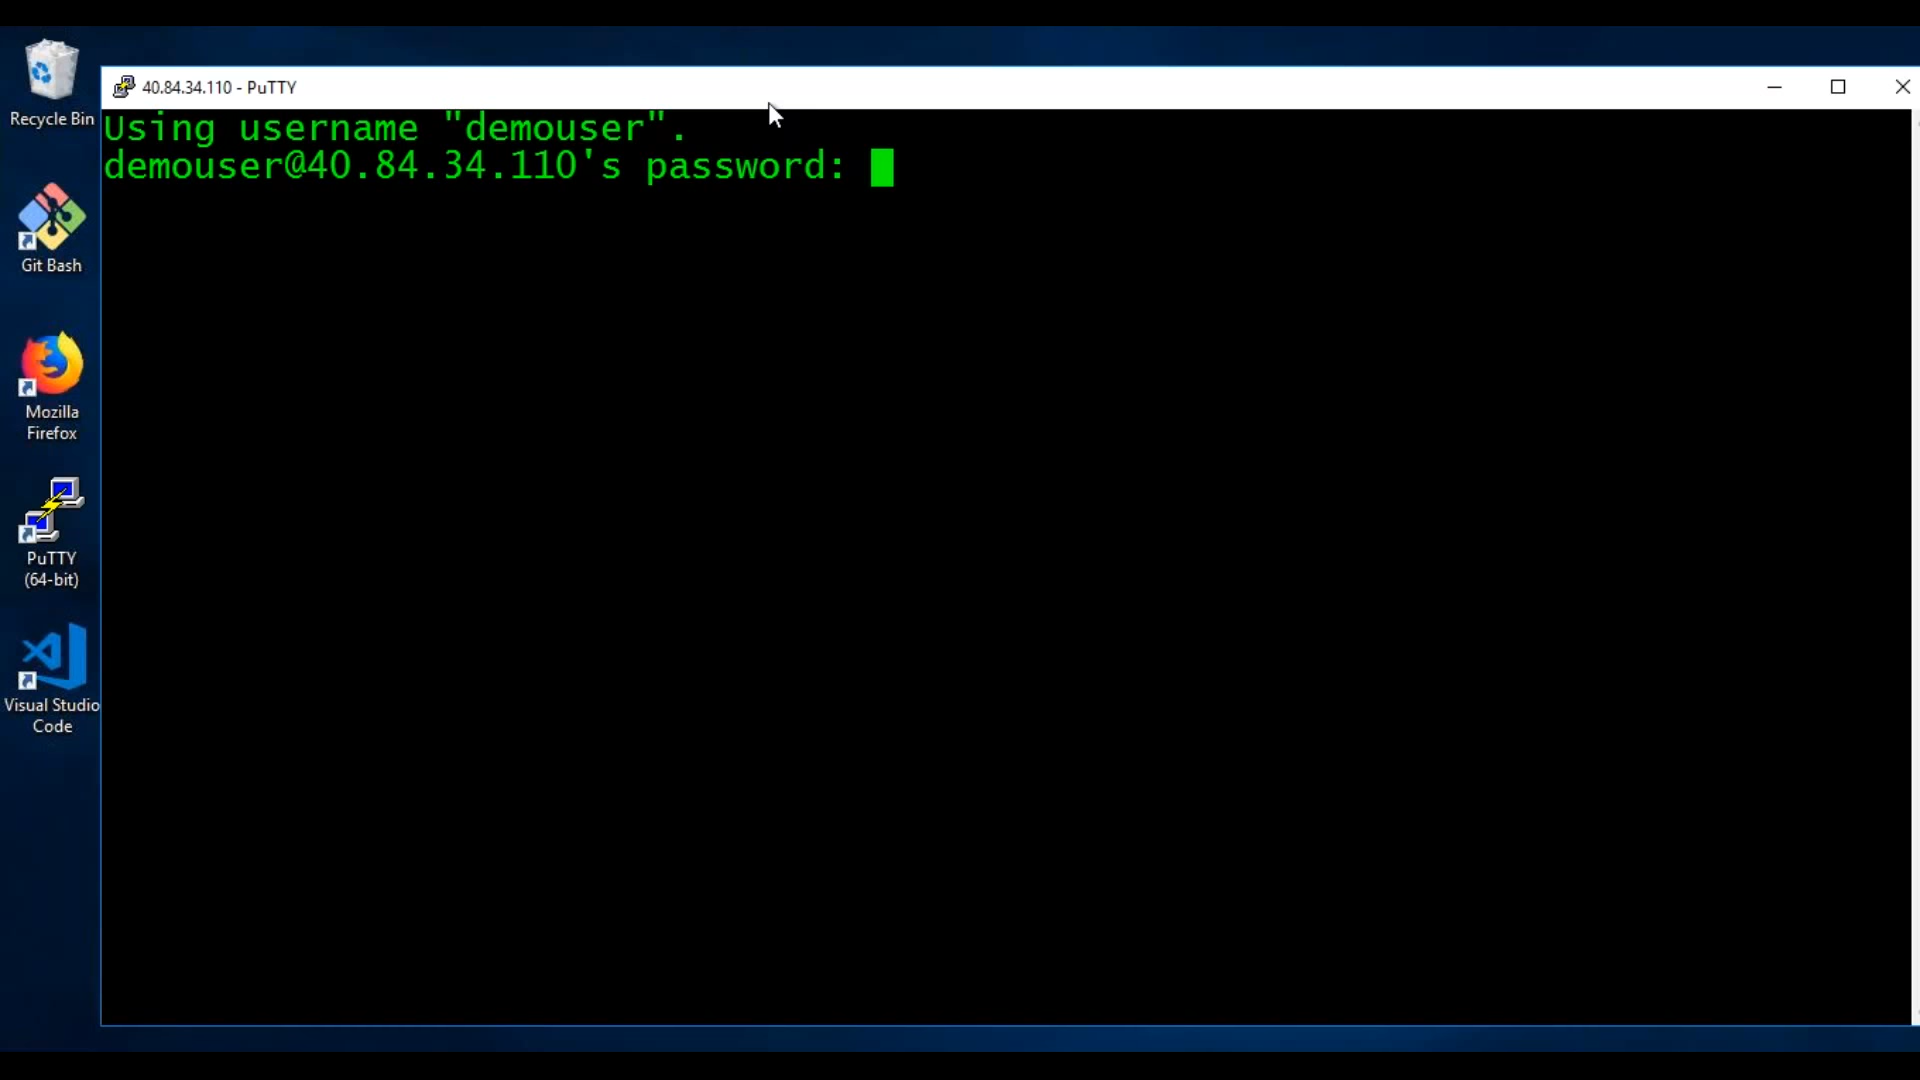 40.84.34.110 - PuTTY
Using username "demouser".
demouser@40.84.34.110's password:
Recycle Bin
Git Bash
Mozilla
Firefox
PuTTY
(64-bit)
Visual Studio
Code